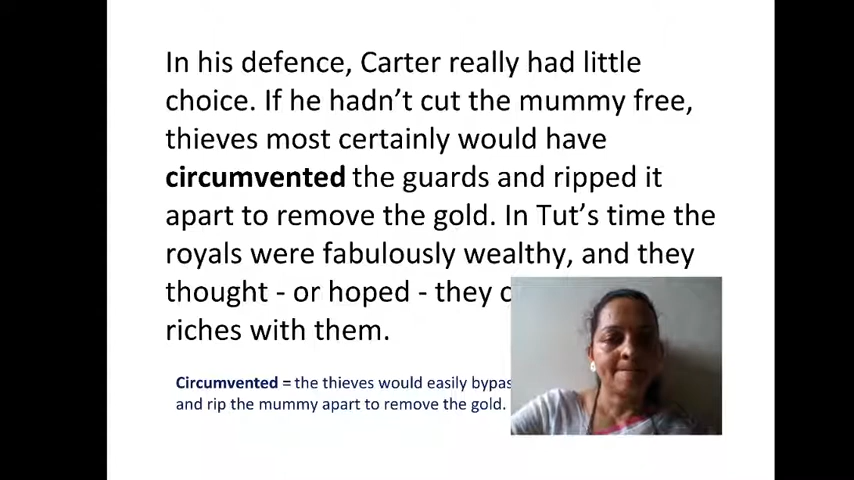 In his defence, Carter really had little
choice. If he hadn't cut the mummy free,
thieves most certainly would have
circumvented the guards and ripped it
apart to remove the gold. In Tut's time the
royals were fabulously wealthy, and they
thought - or hoped - they
riches with them.
Circumvented = the thieves would easily
and rip the mummy apart to remove the gold.